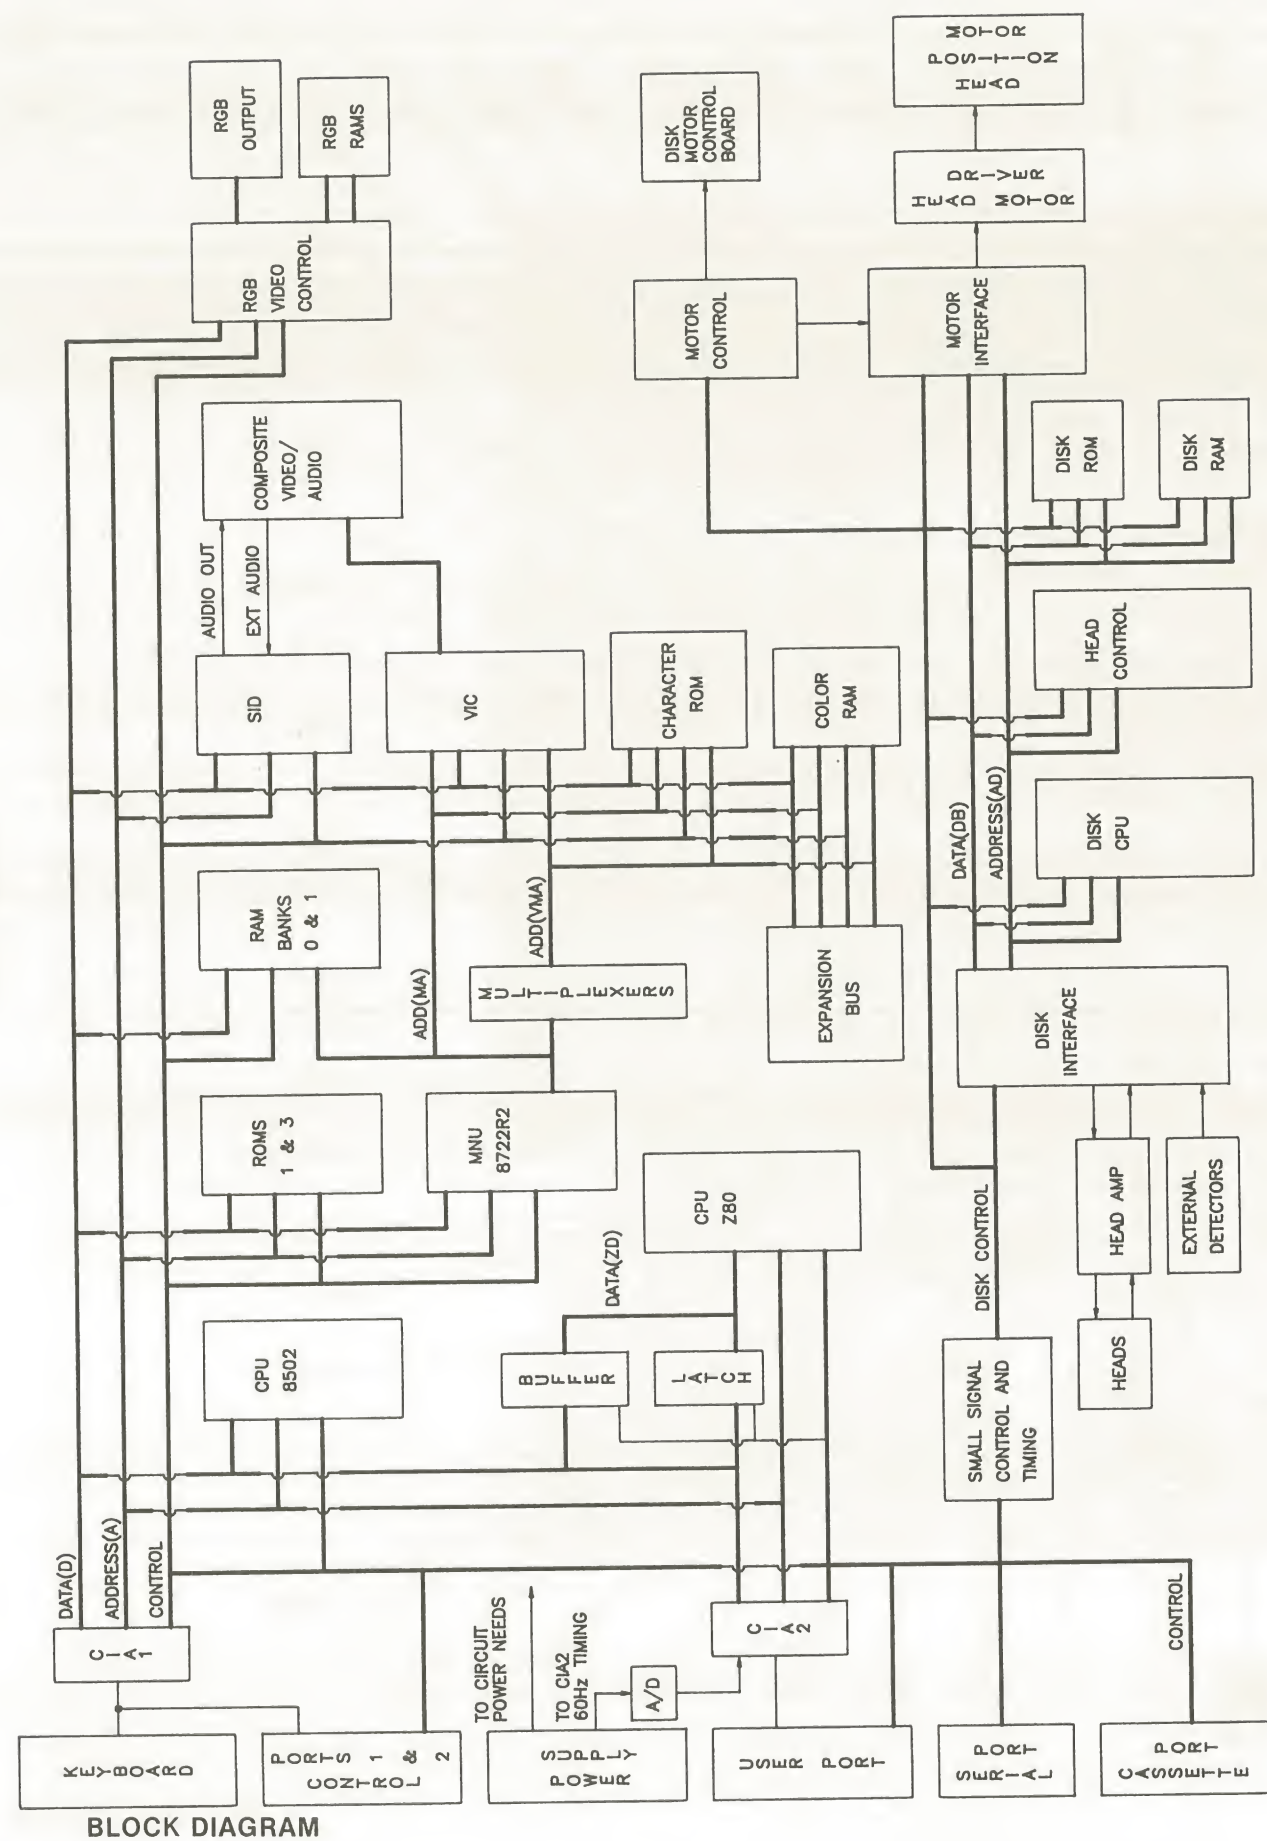 RGB
OUTPUT
RGB
RAMS
RGB
VIDEO
CONTROL
DISK
MOTOR
CONTROL
BOARD
MOTOR
POSITION
HEAD
DRIVER
HEAD MOTOR
MOTOR
CONTROL
MOTOR
INTERFACE
COMPOSITE
VIDEO/
AUDIO
AUDIO OUT
EXT AUDIO
SID
VIC
CHARACTER
ROM
COLOR
RAM
DISK
ROM
DISK
RAM
HEAD
CONTROL
DATA(DB)
ADDRESS(AD)
DISK
CPU
RAM
BANKS
0 & 1
ADD(MA)
ADD(VMA)
MULTIPLEXERS
EXPANSION
BUS
DISK
INTERFACE
ROMS
1 & 3
MNU
8722R2
CPU
Z80
DATA(ZD)
DISK CONTROL
HEAD AMP
EXTERNAL
DETECTORS
HEADS
CPU
8502
BUFFER
LATCH
SMALL SIGNAL
CONTROL AND
TIMING
DATA(D)
ADDRESS(A)
CONTROL
CIA1
TO CIRCUIT
POWER NEEDS
TO CIA2
60Hz TIMING
A/D
CIA2
CONTROL
KEYBOARD
PORTS 1 & 2
CONTROL
SUPPLY
POWER
USER PORT
PORT
SERIAL
PORT
CASSETTE
BLOCK DIAGRAM